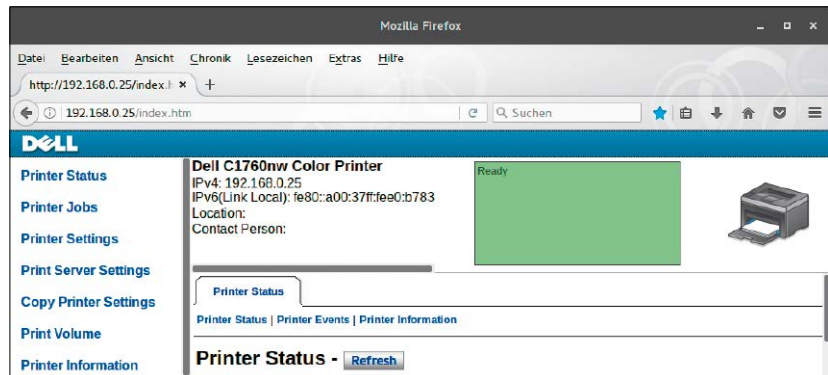 Mozilla Firefox
Datei Bearbeiten Ansicht Chronik Lesezeichen Extras Hilfe
http://192.168.0.25/index.h
192.168.0.25/index.htm
Suchen
DELL
Printer Status
Printer Jobs
Printer Settings
Print Server Settings
Copy Printer Settings
Print Volume
Printer Information
Dell C1760nw Color Printer
IPv4: 192.168.0.25
IPv6(Link Local): fe80::a00:37ff:fee0:b783
Location:
Contact Person:
Ready
Printer Status
Printer Status | Printer Events | Printer Information
Printer Status - Refresh